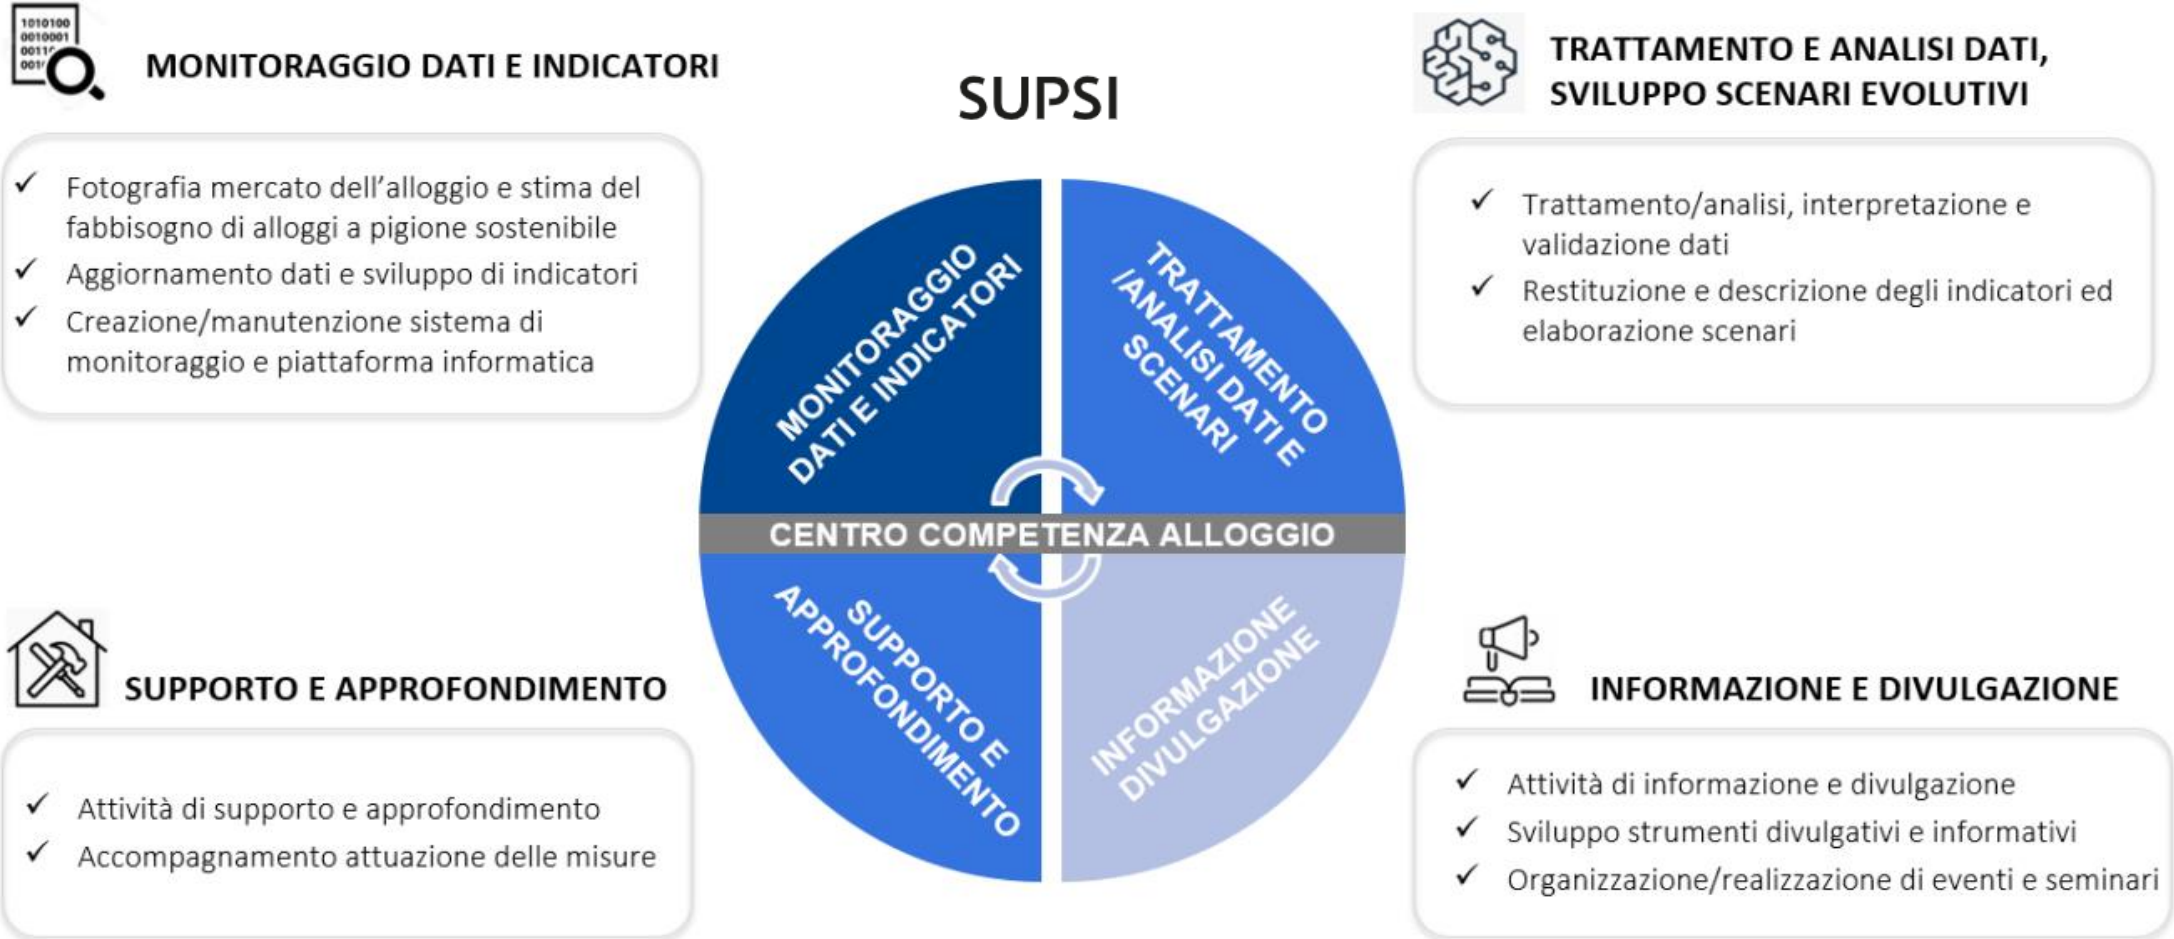 1010100
0010001
MONITORAGGIO DATI E INDICATORI
Fotografia mercato dell'alloggio e stima del
fabbisogno di alloggi a pigione sostenibile
Aggiornamento dati e sviluppo di indicatori
Creazione/manutenzione sistema di
monitoraggio e piattaforma informatica
SUPSI
TRATTAMENTO E ANALISI DATI,
SVILUPPO SCENARI EVOLUTIVI
Trattamento/analisi, interpretazione e
validazione dati
Restituzione e descrizione degli indicatori ed
elaborazione scenari
MONITORAGGIO
DATI E INDICATORI
TRATTAMENTO
/ANALISI DATI E
SCENARI
CENTRO COMPETENZA ALLOGGIO
SUPPORTO E
APPROFONDIMENTO
INFORMAZIONE
DIVULGAZIONE
SUPPORTO E APPROFONDIMENTO
Attività di supporto e approfondimento
Accompagnamento attuazione delle misure
INFORMAZIONE E DIVULGAZIONE
Attività di informazione e divulgazione
Sviluppo strumenti divulgativi e informativi
Organizzazione/realizzazione di eventi e seminari